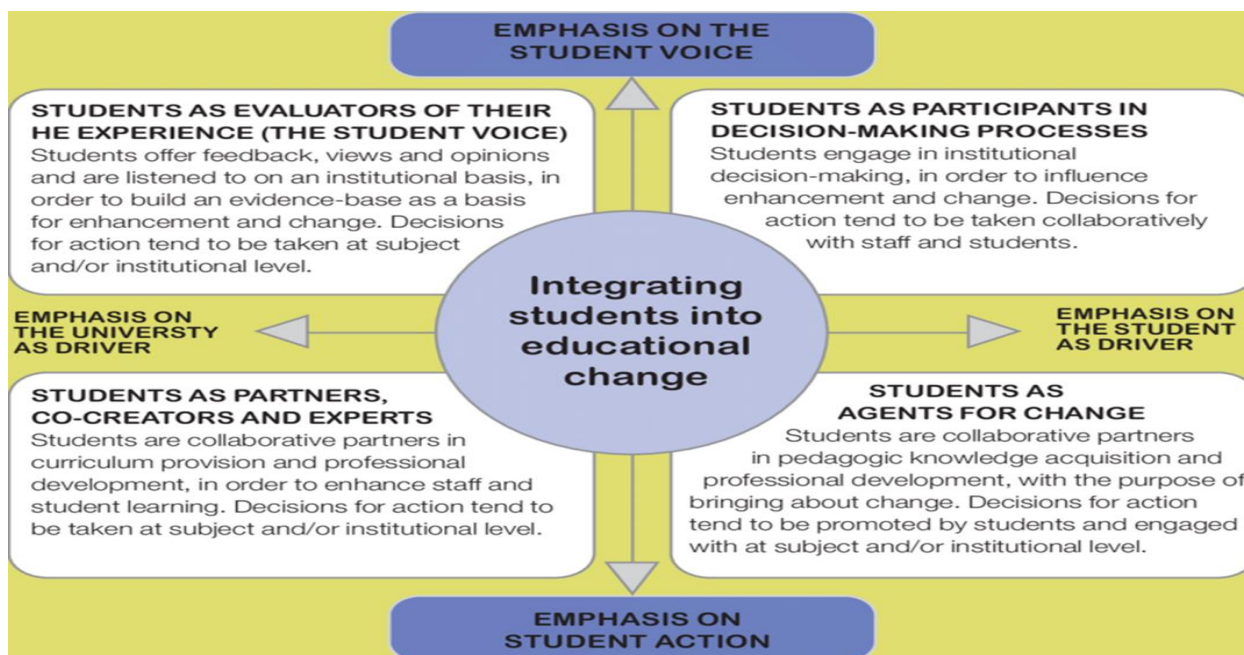 EMPHASIS ON THE
STUDENT VOICE
STUDENTS AS EVALUATORS OF THEIR
HE EXPERIENCE (THE STUDENT VOICE)
Students offer feedback, views and opinions
and are listened to on an institutional basis, in
order to build an evidence-base as a basis
for enhancement and change. Decisions
for action tend to be taken at subject
and/or institutional level.
STUDENTS AS PARTICIPANTS IN
DECISION-MAKING PROCESSES
Students engage in institutional
decision-making, in order to influence
enhancement and change. Decisions for
action tend to be taken collaboratively
with staff and students.
EMPHASIS ON
THE UNIVERSTY
AS DRIVER
Integrating
students into
educational
change
EMPHASIS ON
THE STUDENT
AS DRIVER
STUDENTS AS PARTNERS,
CO-CREATORS AND EXPERTS
Students are collaborative partners in
curriculum provision and professional
development, in order to enhance staff and
student learning. Decisions for action tend to
be taken at subject and/or institutional level.
STUDENTS AS
AGENTS FOR CHANGE
Students are collaborative partners
in pedagogic knowledge acquisition and
professional development, with the purpose of
bringing about change. Decisions for action
tend to be promoted by students and engaged
with at subject and/or institutional level.
EMPHASIS ON
STUDENT ACTION